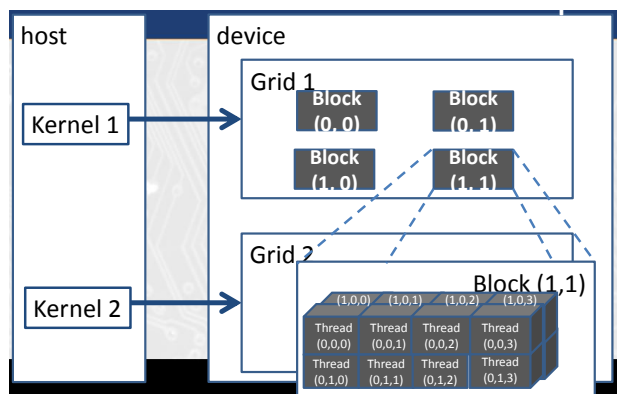 host
device
Grid 1
Block
(0, 0)
Block
(0, 1)
Kernel 1
Block
(1, 0)
Block
(1, 1)
Grid 2
Block (1,1)
(1,0,0) (1,0,1) (1,0,2) (1,0,3)
Kernel 2
Thread
(0,0,0)
Thread
(0,0,1)
Thread
(0,0,2)
Thread
(0,0,3)
Thread
(0,1,0)
Thread
(0,1,1)
Thread
(0,1,2)
Thread
(0,1,3)